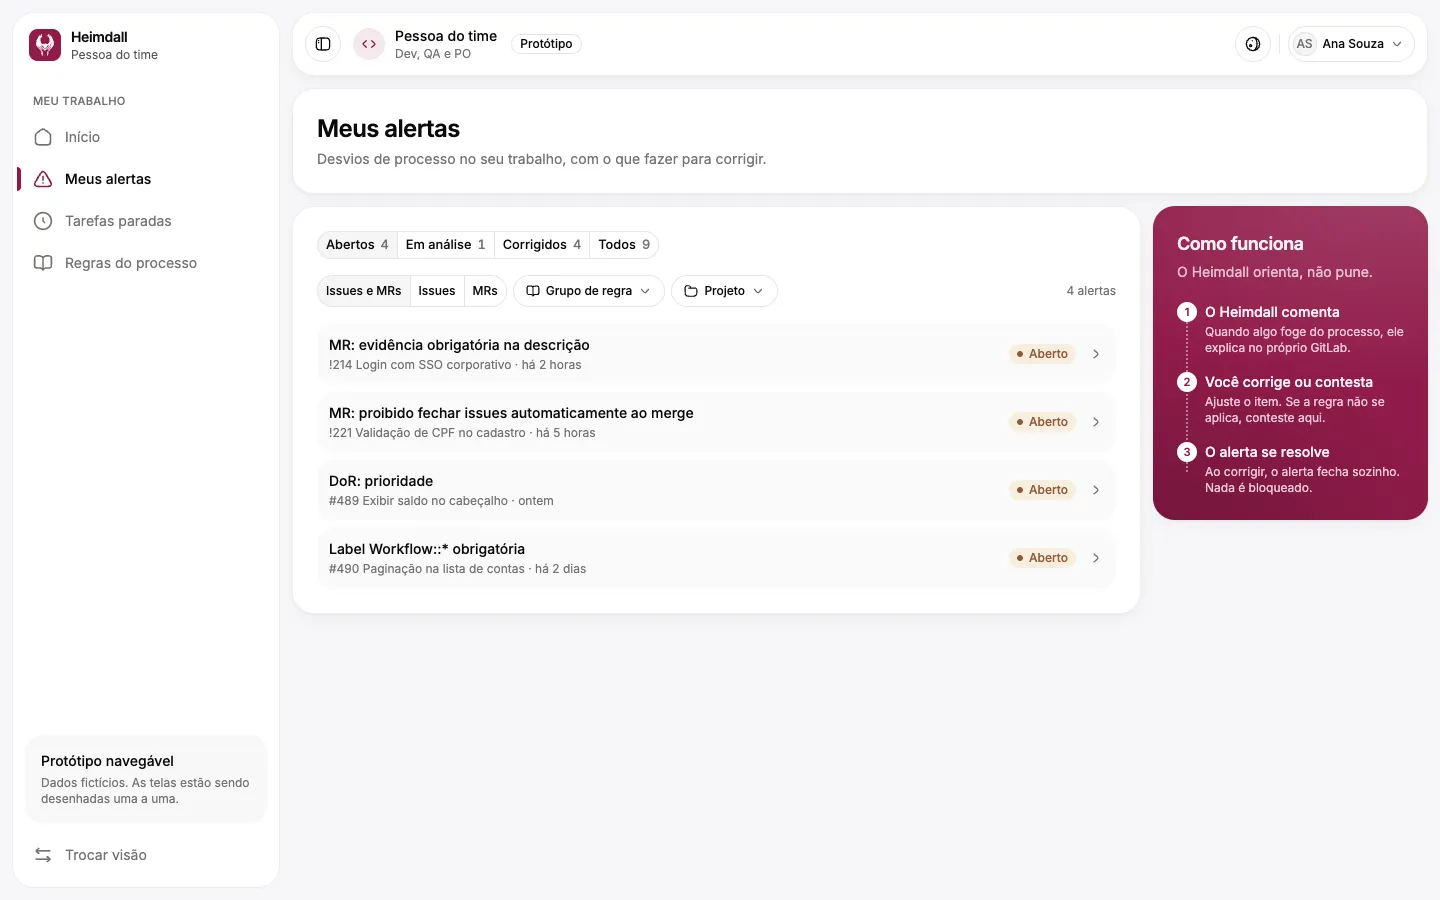 Heimdall
Pessoa do time
MEU TRABALHO
Início
Meus alertas
Tarefas paradas
Regras do processo
Protótipo navegável
Dados fictícios. As telas estão sendo
desenhadas uma a uma.
Trocar visão
Pessoa do time
Dev, QA e PO
Protótipo
AS Ana Souza
Meus alertas
Desvios de processo no seu trabalho, com o que fazer para corrigir.
Abertos 4 Em análise 1 Corrigidos 4 Todos 9
Issues e MRs Issues MRs Grupo de regra Projeto 4 alertas
MR: evidência obrigatória na descrição
!214 Login com SSO corporativo · há 2 horas
Aberto
MR: proibido fechar issues automaticamente ao merge
!221 Validação de CPF no cadastro · há 5 horas
Aberto
DoR: prioridade
#489 Exibir saldo no cabeçalho · ontem
Aberto
Label Workflow::* obrigatória
#490 Paginação na lista de contas · há 2 dias
Aberto
Como funciona
O Heimdall orienta, não pune.
1 O Heimdall comenta
Quando algo foge do processo, ele
explica no próprio GitLab.
2 Você corrige ou contesta
Ajuste o item. Se a regra não se
aplica, conteste aqui.
3 O alerta se resolve
Ao corrigir, o alerta fecha sozinho.
Nada é bloqueado.